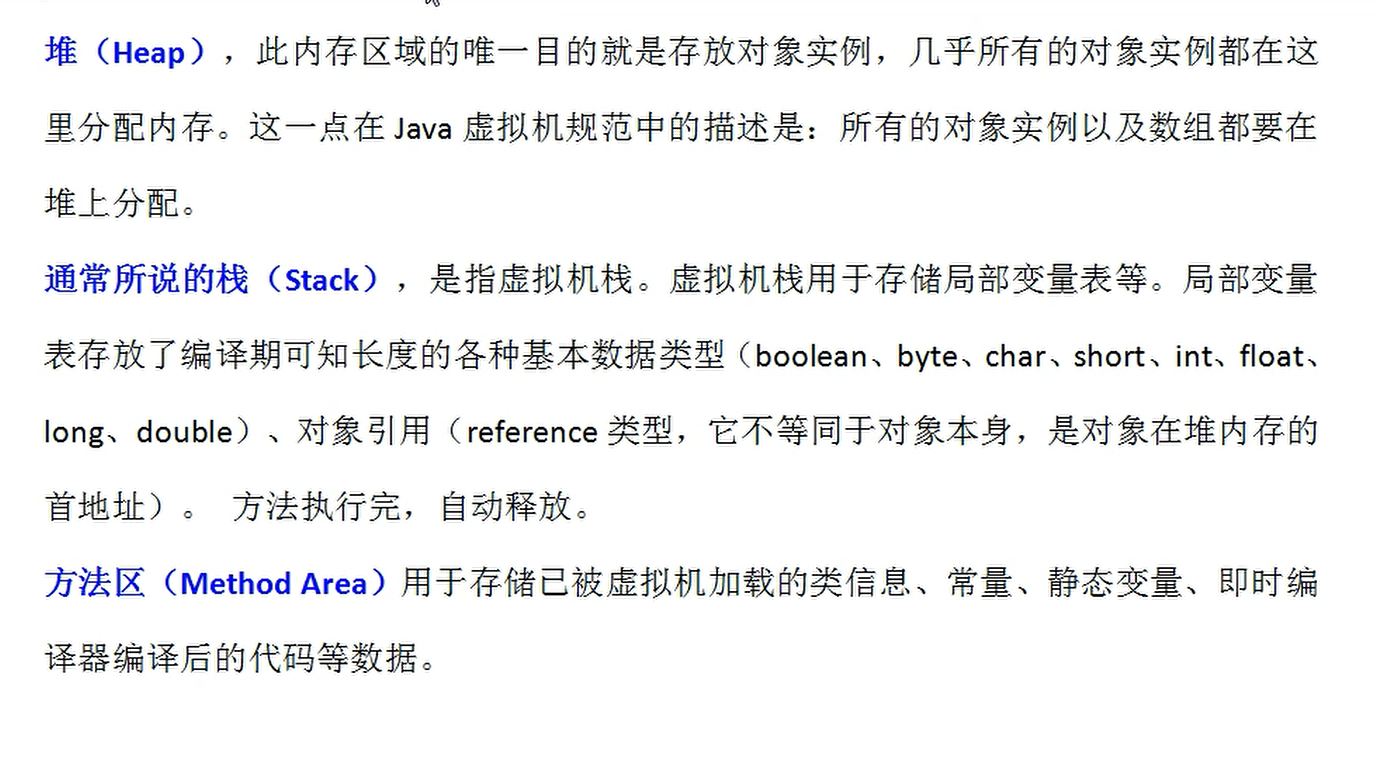 堆（Heap），此内存区域的唯一目的就是存放对象实例，几乎所有的对象实例都在这
里分配内存。这一点在 Java 虚拟机规范中的描述是：所有的对象实例以及数组都要在
堆上分配。
通常所说的栈（Stack），是指虚拟机栈。虚拟机栈用于存储局部变量表等。局部变量
表存放了编译期可知长度的各种基本数据类型（boolean、byte、char、short、int、float、
long、double）、对象引用（reference 类型，它不等同于对象本身，是对象在堆内存的
首地址）。 方法执行完，自动释放。
方法区（Method Area）用于存储已被虚拟机加载的类信息、常量、静态变量、即时编
译器编译后的代码等数据。